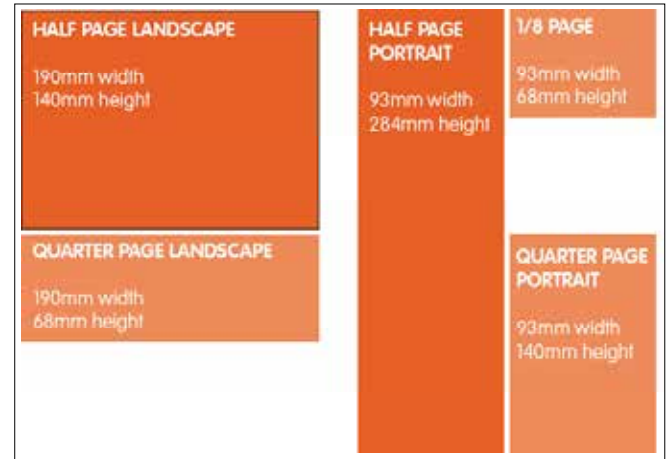 HALF PAGE LANDSCAPE
190mm width
140mm height
QUARTER PAGE LANDSCAPE
190mm width
68mm height
HALF PAGE
PORTRAIT
93mm width
284mm height
1/8 PAGE
93mm width
68mm height
QUARTER PAGE
PORTRAIT
93mm width
140mm height